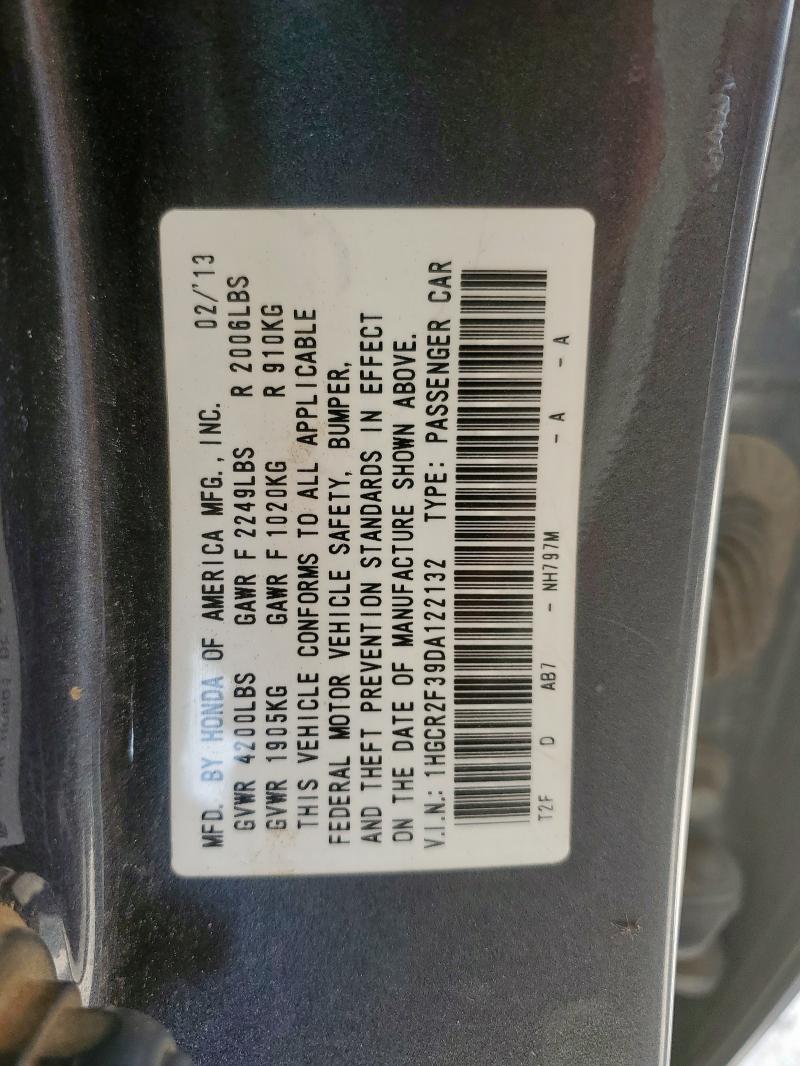 MFD. BY HONDA OF AMERICA MFG., INC. 02/'13
GVWR 4200LBS GAWR F 2249LBS R 2006LBS
GVWR 1905KG GAWR F 1020KG R 910KG
THIS VEHICLE CONFORMS TO ALL APPLICABLE
FEDERAL MOTOR VEHICLE SAFETY, BUMPER,
AND THEFT PREVENTION STANDARDS IN EFFECT
ON THE DATE OF MANUFACTURE SHOWN ABOVE.
V.I.N.: 1HGCR2F39DA122132 TYPE: PASSENGER CAR
T2F D AB7 - NH797M - A - A